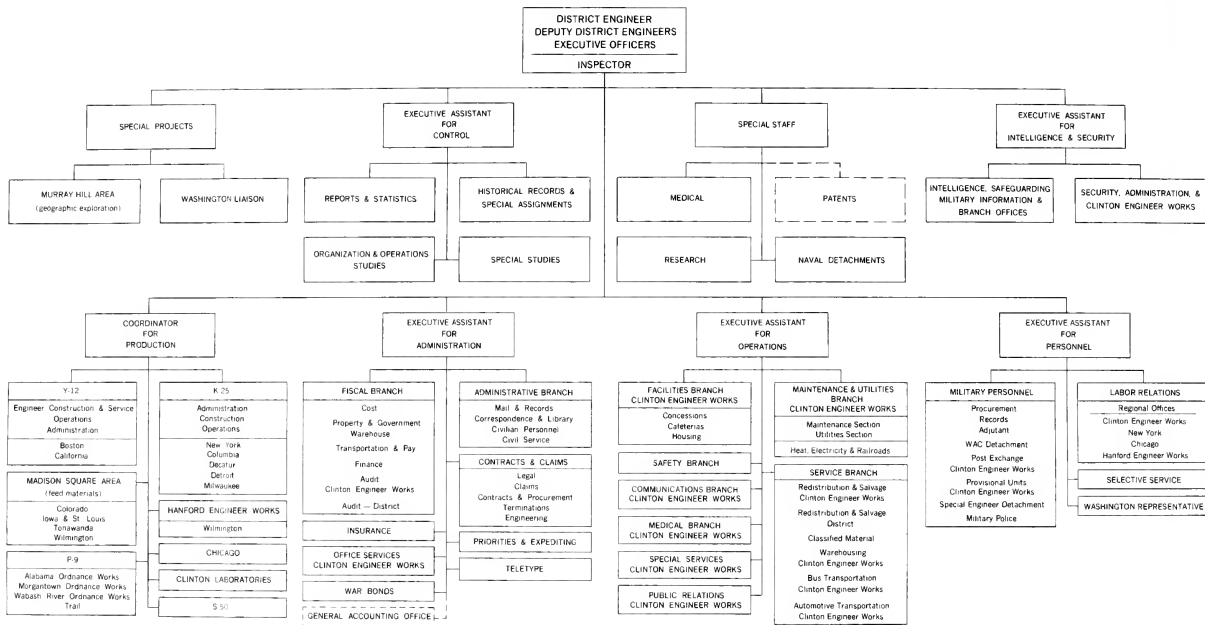 DISTRICT ENGINEER
DEPUTY DISTRICT ENGINEERS
EXECUTIVE OFFICERS
INSPECTOR
SPECIAL PROJECTS
EXECUTIVE ASSISTANT
FOR
CONTROL
SPECIAL STAFF
EXECUTIVE ASSISTANT
FOR
INTELLIGENCE & SECURITY
MURRAY HILL AREA
(geographic exploration)
WASHINGTON LIAISON
REPORTS & STATISTICS
HISTORICAL RECORDS &
SPECIAL ASSIGNMENTS
MEDICAL
PATENTS
INTELLIGENCE, SAFEGUARDING
MILITARY INFORMATION &
BRANCH OFFICES
SECURITY, ADMINISTRATION, &
CLINTON ENGINEER WORKS
ORGANIZATION & OPERATIONS
STUDIES
SPECIAL STUDIES
RESEARCH
NAVAL DETACHMENTS
COORDINATOR
FOR
PRODUCTION
EXECUTIVE ASSISTANT
FOR
ADMINISTRATION
EXECUTIVE ASSISTANT
FOR
OPERATIONS
EXECUTIVE ASSISTANT
FOR
PERSONNEL
Y-12
Engineer Construction & Service
Operations
Administration
Boston
California
MADISON SQUARE AREA
(feed materials)
Colorado
Iowa & St Louis
Tonawanda
Wilmington
P-9
Alabama Ordnance Works
Morgantown Ordnance Works
Wabash River Ordnance Works
Trail
K-25
Administration
Construction
Operations
New York
Columbia
Decatur
Detroit
Milwaukee
HANFORD ENGINEER WORKS
Wilmington
CHICAGO
CLINTON LABORATORIES
S-50
FISCAL BRANCH
Cost
Property & Government
Warehouse
Transportation & Pay
Finance
Audit
Clinton Engineer Works
Audit — District
INSURANCE
OFFICE SERVICES
CLINTON ENGINEER WORKS
WAR BONDS
GENERAL ACCOUNTING OFFICE
ADMINISTRATIVE BRANCH
Mail & Records
Correspondence & Library
Civilian Personnel
Civil Service
CONTRACTS & CLAIMS
Legal
Claims
Contracts & Procurement
Terminations
Engineering
PRIORITIES & EXPEDITING
TELETYPE
FACILITIES BRANCH
CLINTON ENGINEER WORKS
Concessions
Cafeterias
Housing
SAFETY BRANCH
COMMUNICATIONS BRANCH
CLINTON ENGINEER WORKS
MEDICAL BRANCH
CLINTON ENGINEER WORKS
SPECIAL SERVICES
CLINTON ENGINEER WORKS
PUBLIC RELATIONS
CLINTON ENGINEER WORKS
MAINTENANCE & UTILITIES
BRANCH
CLINTON ENGINEER WORKS
Maintenance Section
Utilities Section
Heat, Electricity & Railroads
SERVICE BRANCH
Redistribution & Salvage
Clinton Engineer Works
Redistribution & Salvage
District
Classified Material
Warehousing
Clinton Engineer Works
Bus Transportation
Clinton Engineer Works
Automotive Transportation
Clinton Engineer Works
MILITARY PERSONNEL
Procurement
Records
Adjutant
WAC Detachment
Post Exchange
Clinton Engineer Works
Provisional Units
Clinton Engineer Works
Special Engineer Detachment
Military Police
LABOR RELATIONS
Regional Offices
Clinton Engineer Works
New York
Chicago
Hanford Engineer Works
SELECTIVE SERVICE
WASHINGTON REPRESENTATIVE